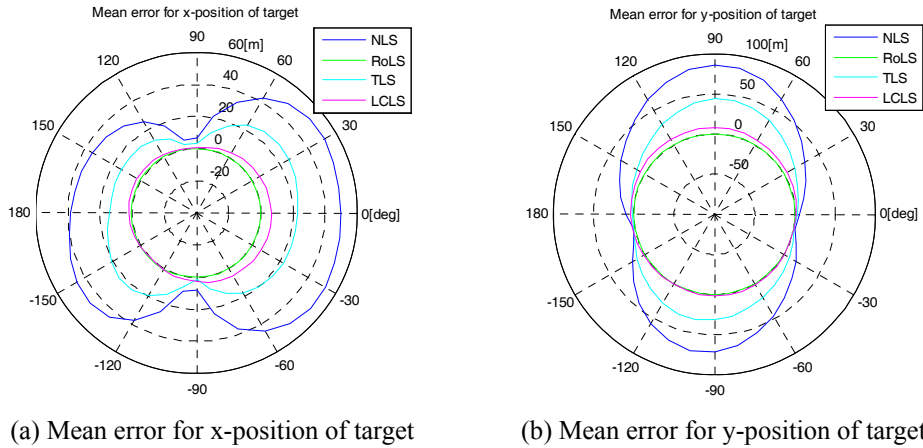 Mean error for x-position of target
90
60[m]
120
60
40
20
0
-20
150
30
180
0[deg]
-150
-30
-120
-60
-90
NLS
RoLS
TLS
LCLS
(a) Mean error for x-position of target
Mean error for y-position of target
90
100[m]
120
60
50
0
-50
150
30
180
0[deg]
-150
-30
-120
-60
-90
NLS
RoLS
TLS
LCLS
(b) Mean error for y-position of target